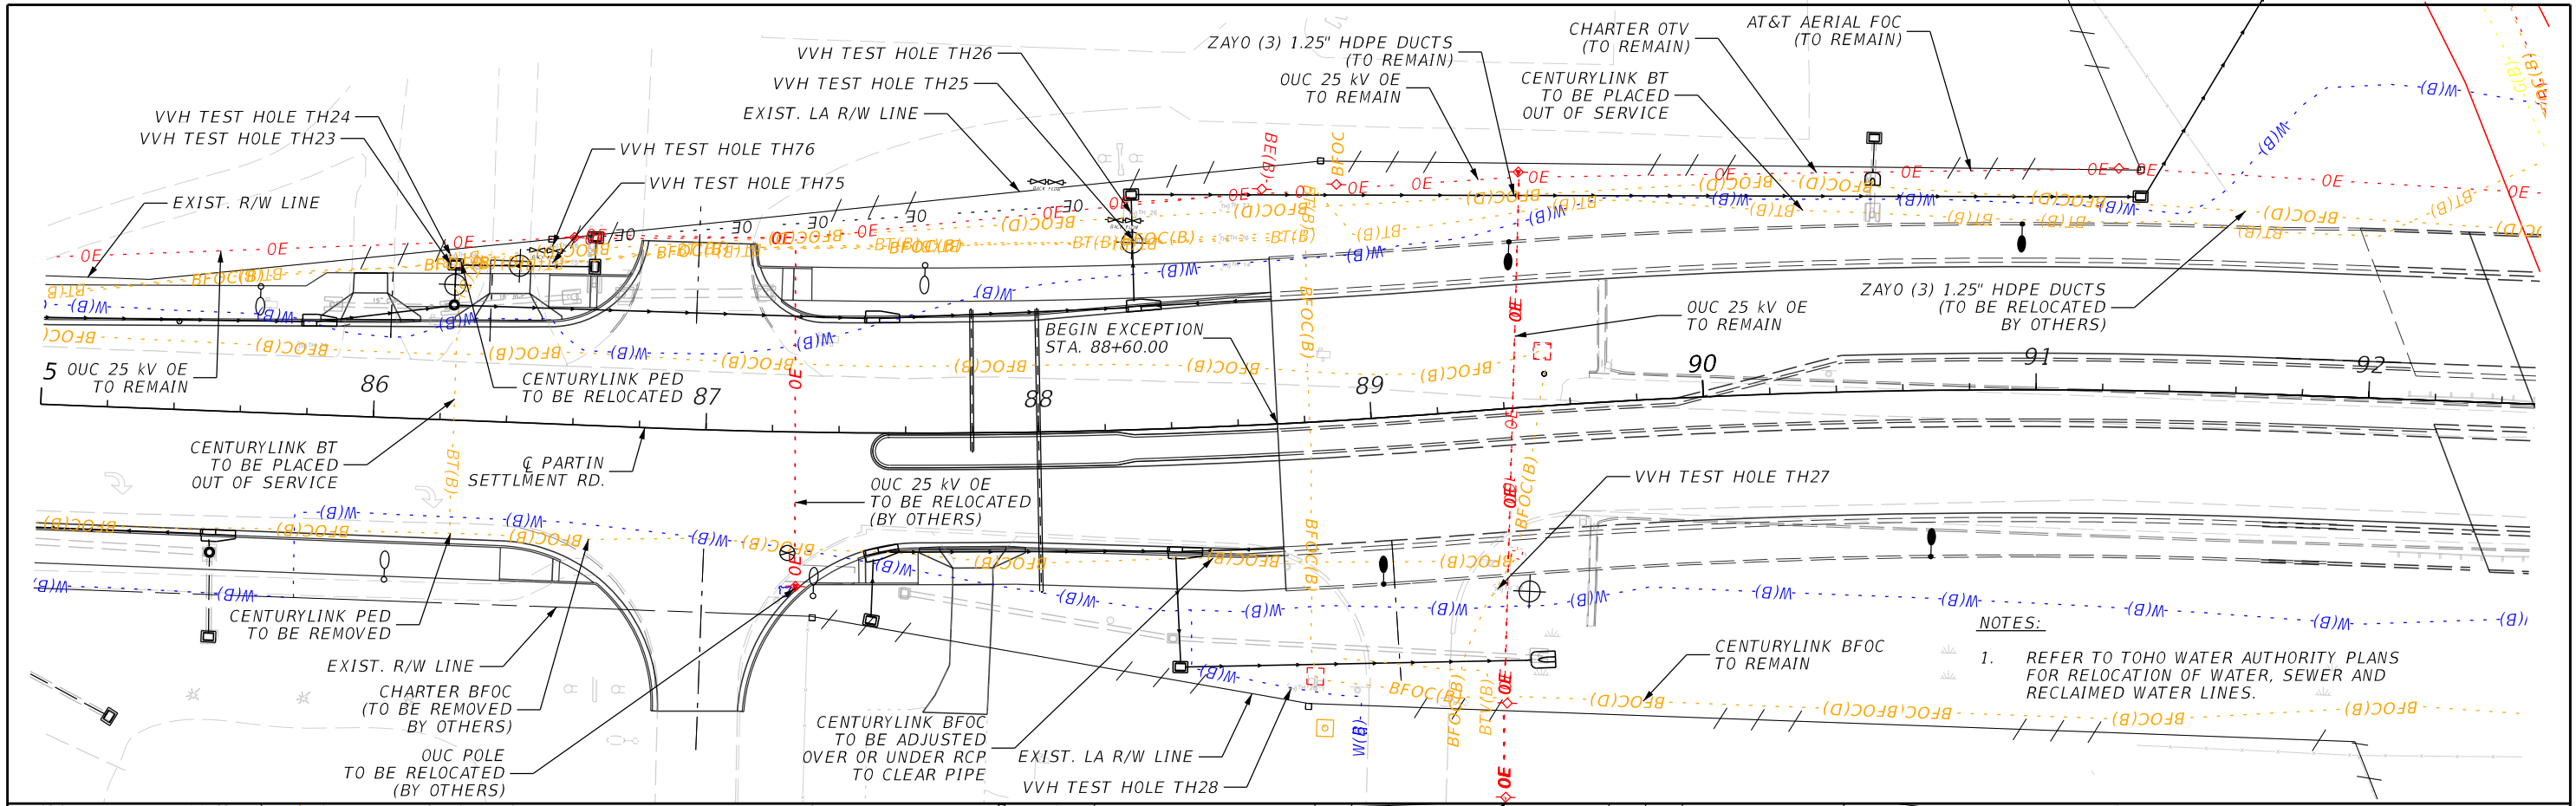 VVH TEST HOLE TH26
VVH TEST HOLE TH25
EXIST. LA R/W LINE
ZAYO (3) 1.25" HDPE DUCTS
(TO REMAIN)
OUC 25 kV OE
TO REMAIN
CHARTER OTV
(TO REMAIN)
CENTURYLINK BT
TO BE PLACED
OUT OF SERVICE
AT&T AERIAL FOC
(TO REMAIN)
VVH TEST HOLE TH24
VVH TEST HOLE TH23
VVH TEST HOLE TH76
VVH TEST HOLE TH75
EXIST. R/W LINE
ZAYO (3) 1.25" HDPE DUCTS
(TO BE RELOCATED
BY OTHERS)
OUC 25 kV OE
TO REMAIN
BEGIN EXCEPTION
STA. 88+60.00
5
OUC 25 kV OE
TO REMAIN
CENTURYLINK PED
TO BE RELOCATED
86
87
88
89
90
91
92
CENTURYLINK BT
TO BE PLACED
OUT OF SERVICE
PARTIN
SETTLMENT RD.
OUC 25 kV OE
TO BE RELOCATED
(BY OTHERS)
VVH TEST HOLE TH27
CENTURYLINK PED
TO BE REMOVED
EXIST. R/W LINE
CHARTER BFOC
(TO BE REMOVED
BY OTHERS)
OUC POLE
TO BE RELOCATED
(BY OTHERS)
CENTURYLINK BFOC
TO BE ADJUSTED
OVER OR UNDER RCP
TO CLEAR PIPE
EXIST. LA R/W LINE
VVH TEST HOLE TH28
CENTURYLINK BFOC
TO REMAIN
NOTES:
1. REFER TO TOHO WATER AUTHORITY PLANS
FOR RELOCATION OF WATER, SEWER AND
RECLAIMED WATER LINES.
OE
BE(B)
BFOC
BFOC(D)
BFOC(B)
BT(B)
W(B)
BTV(B)